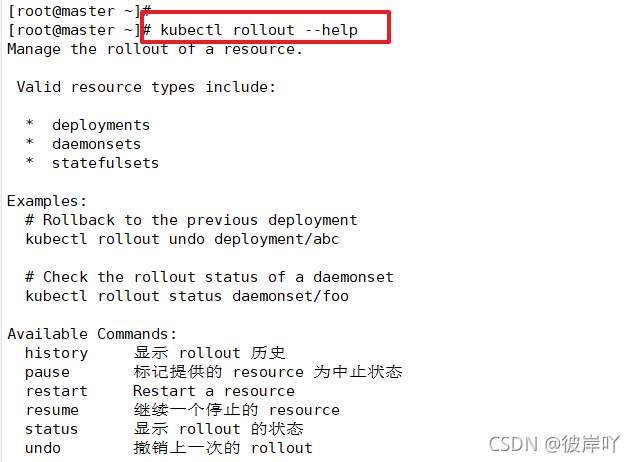 [root@master ~]#
[root@master ~]# kubectl rollout --help
Manage the rollout of a resource.
Valid resource types include:
* deployments
* daemonsets
* statefulsets
Examples:
# Rollback to the previous deployment
kubectl rollout undo deployment/abc
# Check the rollout status of a daemonset
kubectl rollout status daemonset/foo
Available Commands:
history 显示 rollout 历史
pause 标记提供的 resource 为中止状态
restart Restart a resource
resume 继续一个停止的 resource
status 显示 rollout 的状态
undo 撤销上一次的 rollout
CSDN @彼岸吖